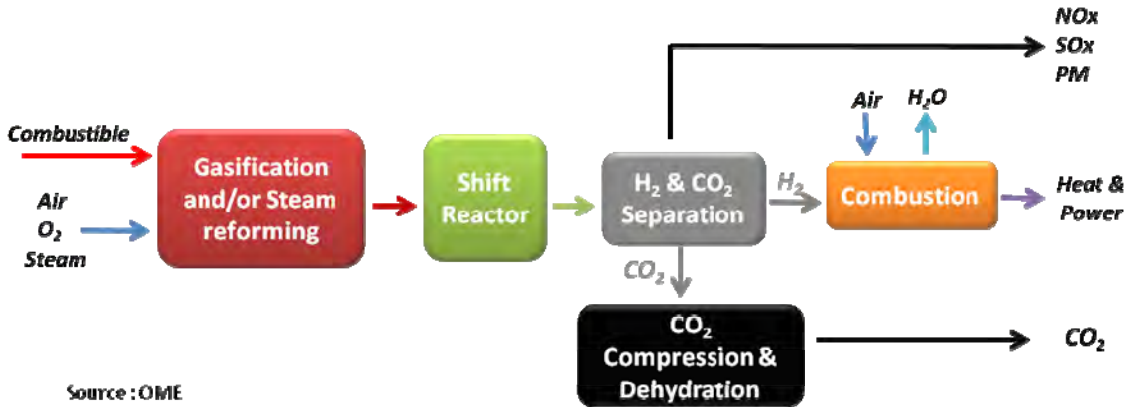 NOx
SOx
PM
Air
H₂O
Combustible
Air
O₂
Steam
Gasification
and/or Steam
reforming
Shift
Reactor
H₂ & CO₂
Separation
H₂
Combustion
Heat &
Power
CO₂
CO₂
Compression &
Dehydration
CO₂
Source : OME